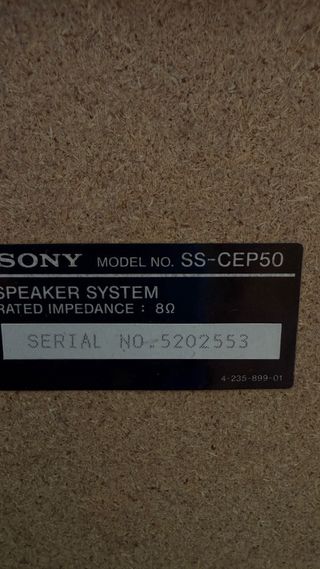 SONY MODEL NO. SS-CEP50
SPEAKER SYSTEM
RATED IMPEDANCE : 8Ω
SERIAL NO.5202553
4-235-899-01